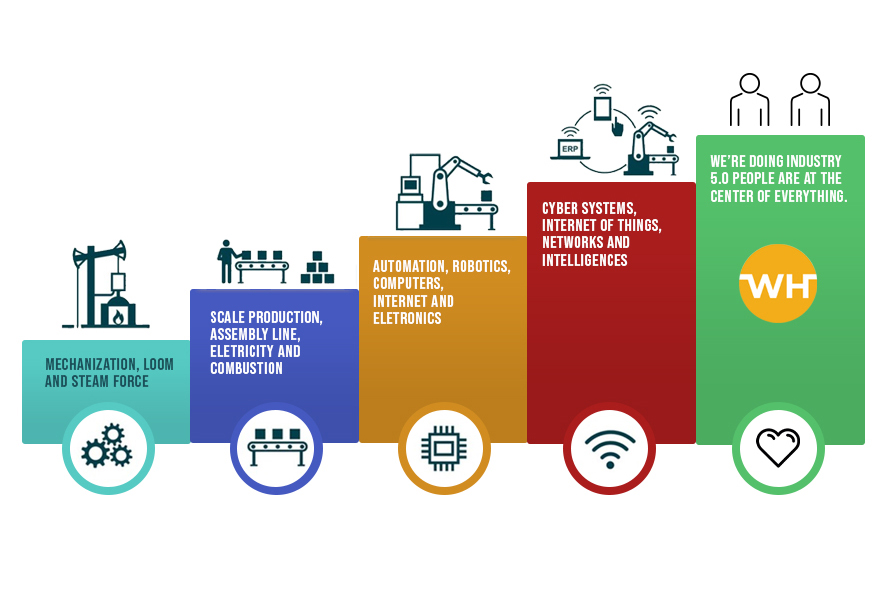 MECHANIZATION, LOOM
AND STEAM FORCE
SCALE PRODUCTION,
ASSEMBLY LINE,
ELETRICITY AND
COMBUSTION
AUTOMATION, ROBOTICS,
COMPUTERS,
INTERNET AND
ELETRONICS
ERP
CYBER SYSTEMS,
INTERNET OF THINGS,
NETWORKS AND
INTELLIGENCES
WE'RE DOING INDUSTRY
5.0 PEOPLE ARE AT THE
CENTER OF EVERYTHING.
WH